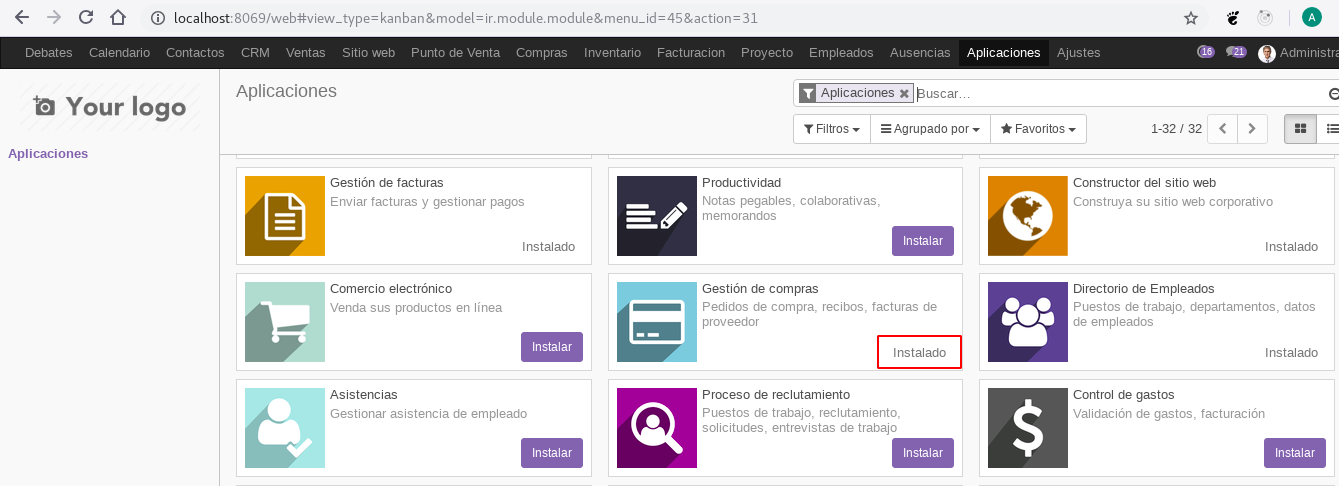 localhost:8069/web#view_type=kanban&model=ir.module.module&menu_id=45&action=31
A
Debates Calendario Contactos CRM Ventas Sitio web Punto de Venta Compras Inventario Facturacion Proyecto Empleados Ausencias Aplicaciones Ajustes 16 21 Administra
Your logo
Aplicaciones
Aplicaciones
Aplicaciones Buscar...
Filtros Agrupado por Favoritos 1-32 / 32
Gestión de facturas
Enviar facturas y gestionar pagos
Instalado
Productividad
Notas pegables, colaborativas,
memorandos
Instalar
Constructor del sitio web
Construya su sitio web corporativo
Instalado
Comercio electrónico
Venda sus productos en línea
Instalar
Gestión de compras
Pedidos de compra, recibos, facturas de
proveedor
Instalado
Directorio de Empleados
Puestos de trabajo, departamentos, datos
de empleados
Instalado
Asistencias
Gestionar asistencia de empleado
Instalar
Proceso de reclutamiento
Puestos de trabajo, reclutamiento,
solicitudes, entrevistas de trabajo
Instalar
Control de gastos
Validación de gastos, facturación
Instalar